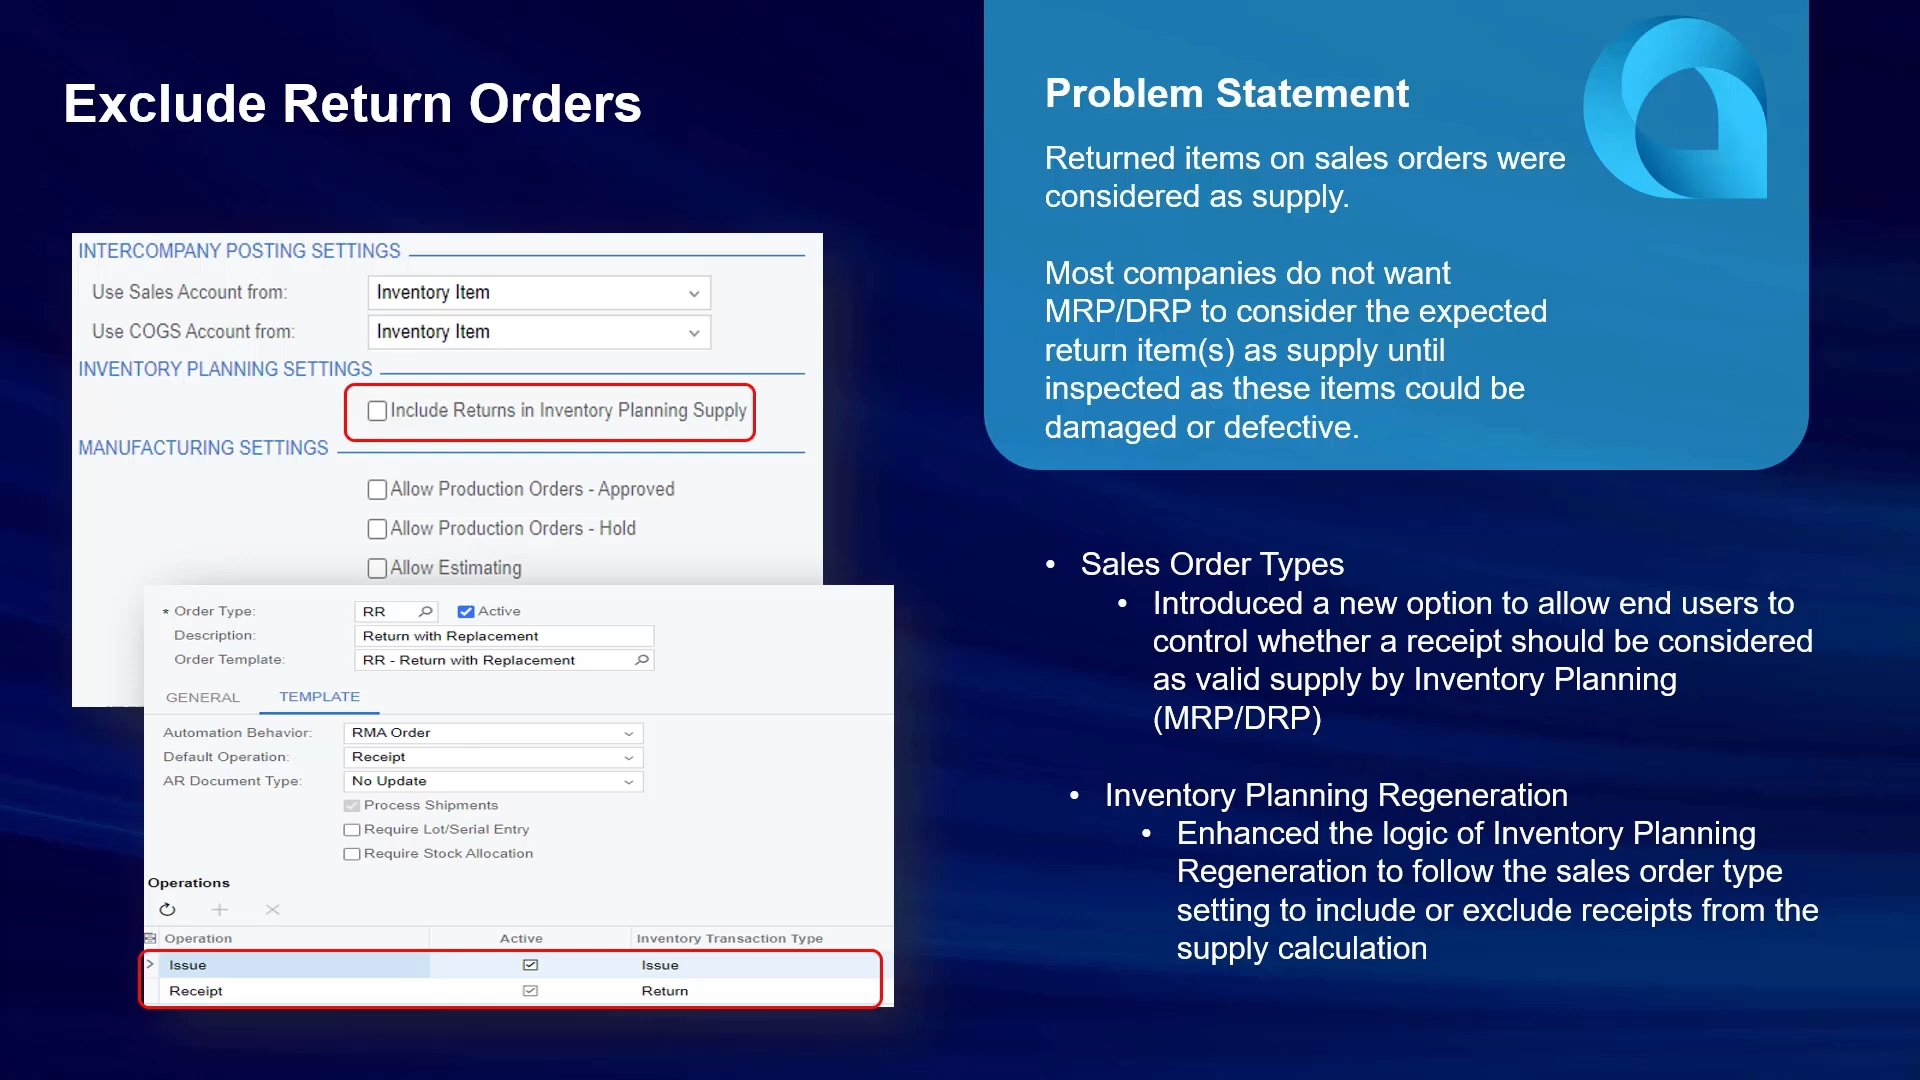 Exclude Return Orders
INTERCOMPANY POSTING SETTINGS
Use Sales Account from: Inventory Item
Use COGS Account from: Inventory Item
INVENTORY PLANNING SETTINGS
Include Returns in Inventory Planning Supply
MANUFACTURING SETTINGS
Allow Production Orders - Approved
Allow Production Orders - Hold
Allow Estimating
* Order Type: RR Active
Description: Return with Replacement
Order Template: RR - Return with Replacement
GENERAL TEMPLATE
Automation Behavior: RMA Order
Default Operation: Receipt
AR Document Type: No Update
Process Shipments
Require Lot/Serial Entry
Require Stock Allocation
Operations
Operation Active Inventory Transaction Type
Issue Issue
Receipt Return
Problem Statement
Returned items on sales orders were
considered as supply.
Most companies do not want
MRP/DRP to consider the expected
return item(s) as supply until
inspected as these items could be
damaged or defective.
• Sales Order Types
• Introduced a new option to allow end users to
control whether a receipt should be considered
as valid supply by Inventory Planning
(MRP/DRP)
• Inventory Planning Regeneration
• Enhanced the logic of Inventory Planning
Regeneration to follow the sales order type
setting to include or exclude receipts from the
supply calculation